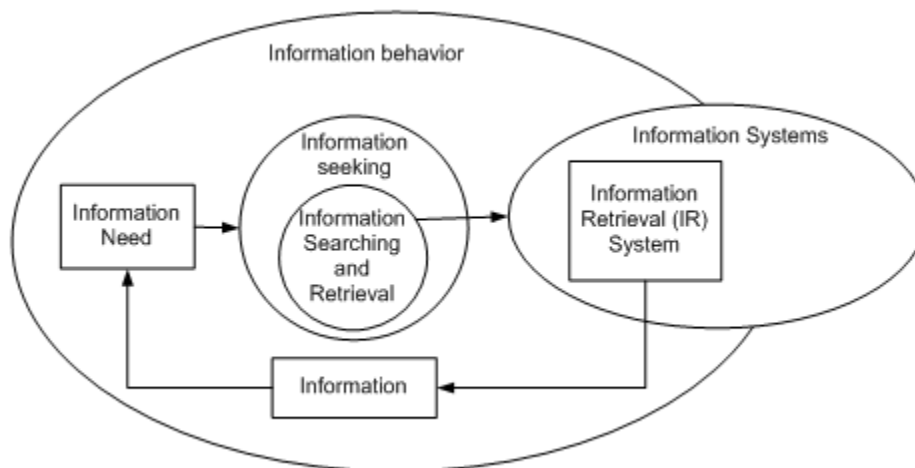 Information behavior
Information Systems
Information
seeking
Information
Need
Information
Searching
and
Retrieval
Information
Retrieval (IR)
System
Information